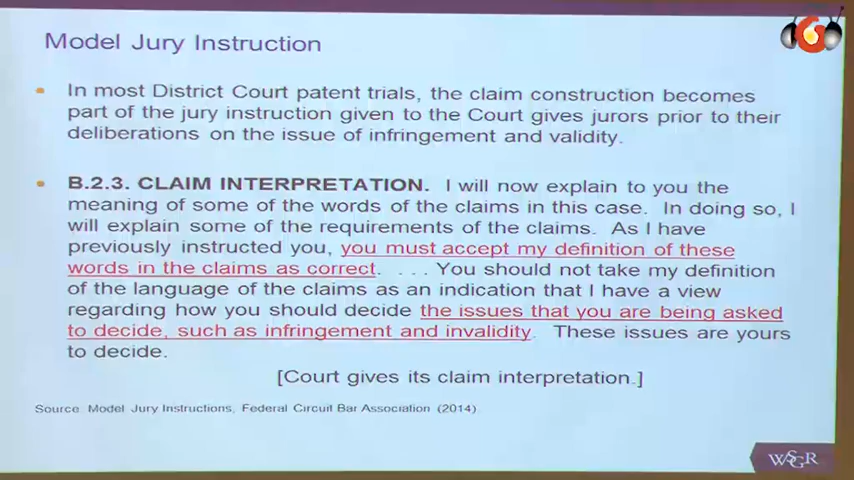 Model Jury Instruction
In most District Court patent trials, the claim construction becomes
part of the jury instruction given to the Court gives jurors prior to their
deliberations on the issue of infringement and validity.
B.2.3. CLAIM INTERPRETATION. I will now explain to you the
meaning of some of the words of the claims in this case. In doing so, I
will explain some of the requirements of the claims. As I have
previously instructed you, you must accept my definition of these
words in the claims as correct. . . . You should not take my definition
of the language of the claims as an indication that I have a view
regarding how you should decide the issues that you are being asked
to decide, such as infringement and invalidity. These issues are yours
to decide.
[Court gives its claim interpretation.]
Source: Model Jury Instructions, Federal Circuit Bar Association (2014)
WSGR